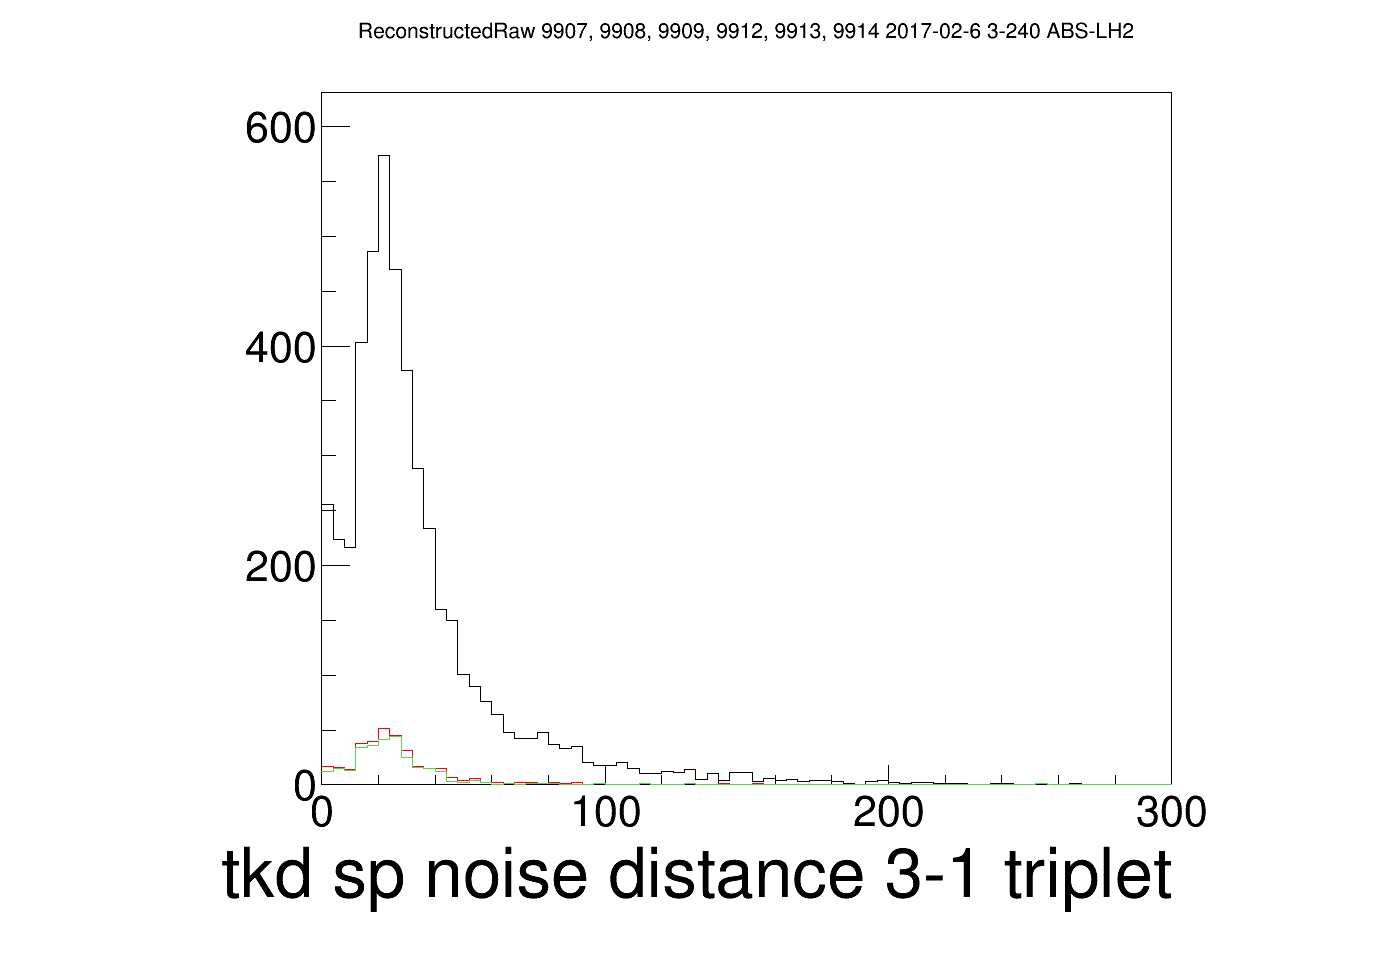 ReconstructedRaw 9907, 9908, 9909, 9912, 9913, 9914 2017-02-6 3-240 ABS-LH2
600
400
200
0
0 100 200 300
tkd sp noise distance 3-1 triplet